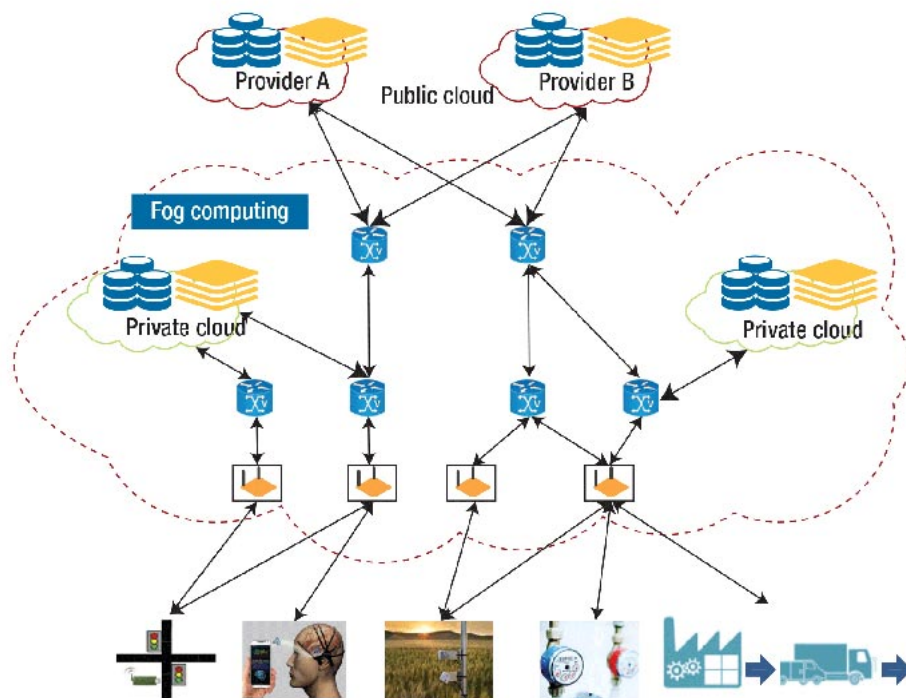 Provider A
Provider B
Public cloud
Fog computing
Private cloud
Private cloud